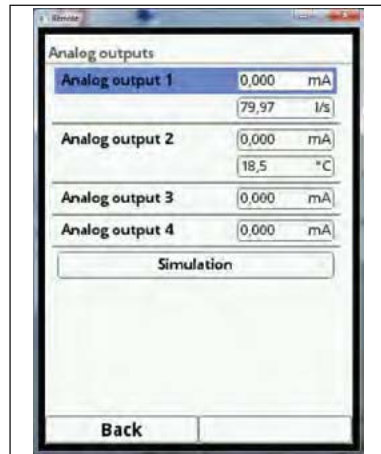 Remote
Analog outputs
Analog output 1 0,000 mA
79,97 l/s
Analog output 2 0,000 mA
18,5 °C
Analog output 3 0,000 mA
Analog output 4 0,000 mA
Simulation
Back